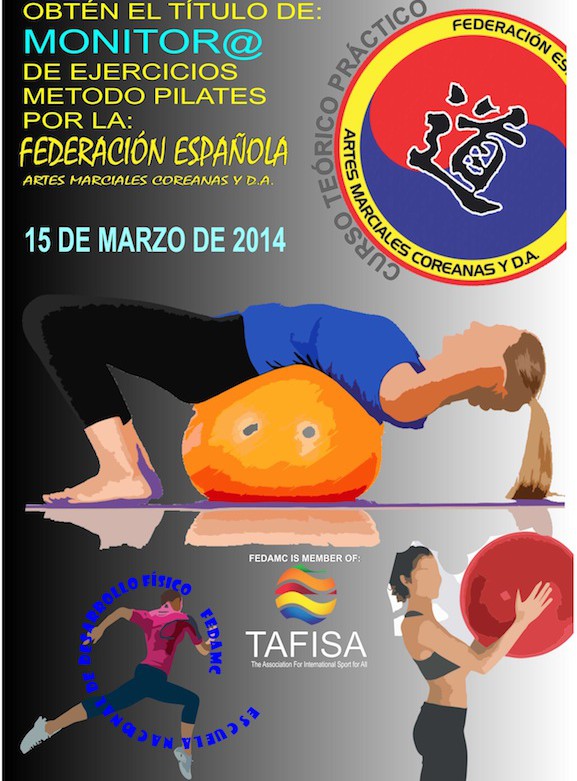 OBTÉN EL TÍTULO DE:
MONITOR@
DE EJERCICIOS
METODO PILATES
POR LA:
FEDERACIÓN ESPAÑOLA
ARTES MARCIALES COREANAS Y D.A.
15 DE MARZO DE 2014
CURSO TEÓRICO PRÁCTICO
FEDERACIÓN ESP
ARTES MARCIALES COREANAS Y D.A.
道
FEDAMC IS MEMBER OF:
TAFISA
The Association For International Sport for All
ESCUELA NACIONAL DE DESARROLLO FÍSICO FEDAMC